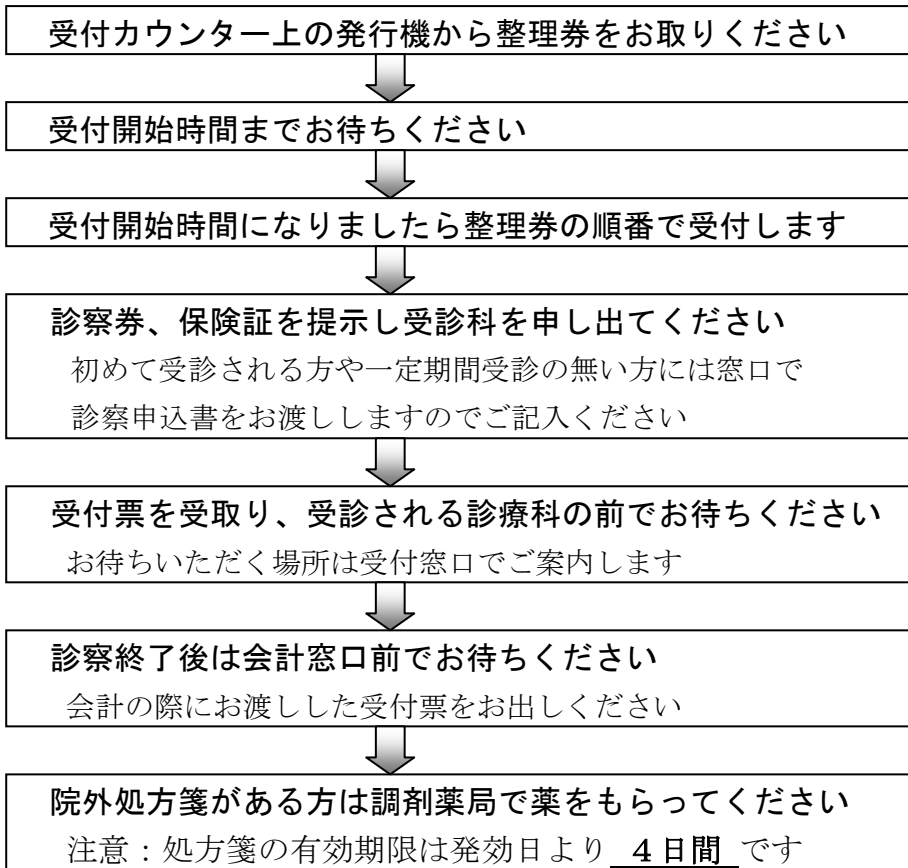 受付カウンター上の発行機から整理券をお取りください
受付開始時間までお待ちください
受付開始時間になりましたら整理券の順番で受付します
診察券、保険証を提示し受診科を申し出てください
初めて受診される方や一定期間受診の無い方には窓口で
診察申込書をお渡ししますのでご記入ください
受付票を受取り、受診される診療科の前でお待ちください
お待ちいただく場所は受付窓口でご案内します
診察終了後は会計窓口前でお待ちください
会計の際にお渡しした受付票をお出しください
院外処方箋がある方は調剤薬局で薬をもらってください
注意：処方箋の有効期限は発効日より ４日間 です